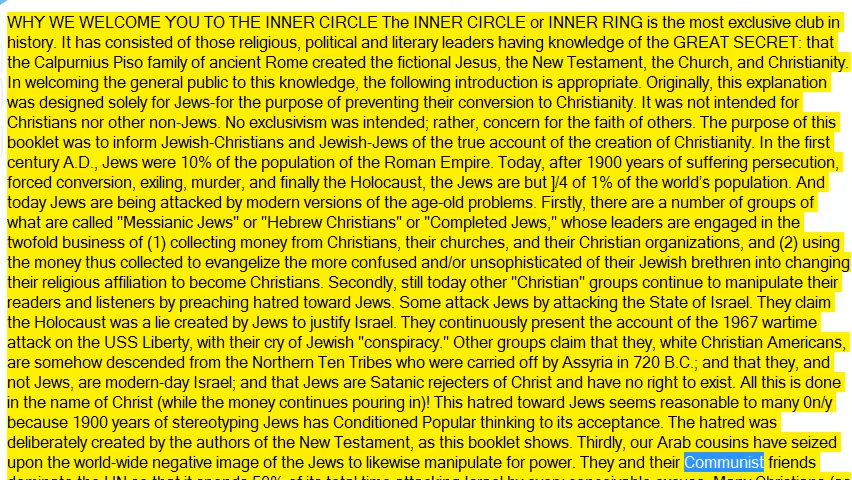 WHY WE WELCOME YOU TO THE INNER CIRCLE The INNER CIRCLE or INNER RING is the most exclusive club in
history. It has consisted of those religious, political and literary leaders having knowledge of the GREAT SECRET: that
the Calpurnius Piso family of ancient Rome created the fictional Jesus, the New Testament, the Church, and Christianity.
In welcoming the general public to this knowledge, the following introduction is appropriate. Originally, this explanation
was designed solely for Jews-for the purpose of preventing their conversion to Christianity. It was not intended for
Christians nor other non-Jews. No exclusivism was intended; rather, concern for the faith of others. The purpose of this
booklet was to inform Jewish-Christians and Jewish-Jews of the true account of the creation of Christianity. In the first
century A.D., Jews were 10% of the population of the Roman Empire. Today, after 1900 years of suffering persecution,
forced conversion, exiling, murder, and finally the Holocaust, the Jews are but ]/4 of 1% of the world's population. And
today Jews are being attacked by modern versions of the age-old problems. Firstly, there are a number of groups of
what are called "Messianic Jews" or "Hebrew Christians" or "Completed Jews," whose leaders are engaged in the
twofold business of (1) collecting money from Christians, their churches, and their Christian organizations, and (2) using
the money thus collected to evangelize the more confused and/or unsophisticated of their Jewish brethren into changing
their religious affiliation to become Christians. Secondly, still today other "Christian" groups continue to manipulate their
readers and listeners by preaching hatred toward Jews. Some attack Jews by attacking the State of Israel. They claim
the Holocaust was a lie created by Jews to justify Israel. They continuously present the account of the 1967 wartime
attack on the USS Liberty, with their cry of Jewish "conspiracy." Other groups claim that they, white Christian Americans,
are somehow descended from the Northern Ten Tribes who were carried off by Assyria in 720 B.C.; and that they, and
not Jews, are modern-day Israel; and that Jews are Satanic rejecters of Christ and have no right to exist. All this is done
in the name of Christ (while the money continues pouring in)! This hatred toward Jews seems reasonable to many 0n/y
because 1900 years of stereotyping Jews has Conditioned Popular thinking to its acceptance. The hatred was
deliberately created by the authors of the New Testament, as this booklet shows. Thirdly, our Arab cousins have seized
upon the world-wide negative image of the Jews to likewise manipulate for power. They and their Communist friends
dominate the UN so that it spends 50% of its total time attacking Israel by every conceivable excuse. Many Christians (as